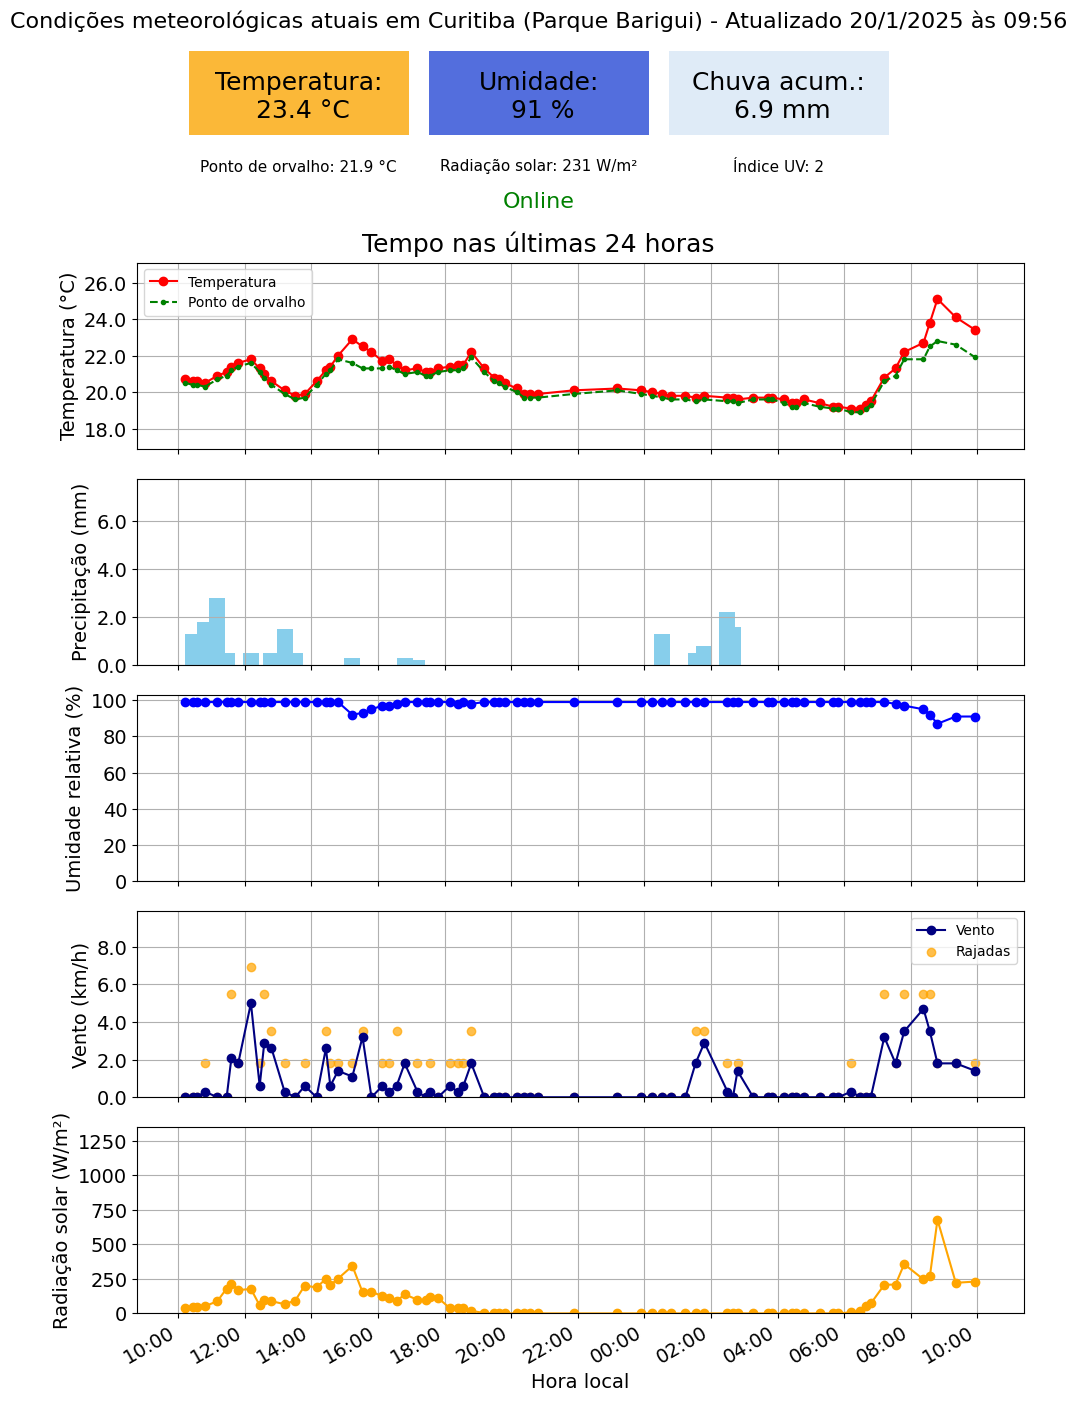 Condições meteorológicas atuais em Curitiba (Parque Barigui) - Atualizado 20/1/2025 às 09:56
Temperatura:
23.4 °C
Umidade:
91 %
Chuva acum.:
6.9 mm
Ponto de orvalho: 21.9 °C
Radiação solar: 231 W/m²
Índice UV: 2
Online
Tempo nas últimas 24 horas
Temperatura (°C)
26.0
24.0
22.0
20.0
18.0
Temperatura
Ponto de orvalho
Precipitação (mm)
6.0
4.0
2.0
0.0
Umidade relativa (%)
100
80
60
40
20
0
Vento (km/h)
8.0
6.0
4.0
2.0
0.0
Vento
Rajadas
Radiação solar (W/m²)
1250
1000
750
500
250
0
10:00
12:00
14:00
16:00
18:00
20:00
22:00
00:00
02:00
04:00
06:00
08:00
10:00
Hora local